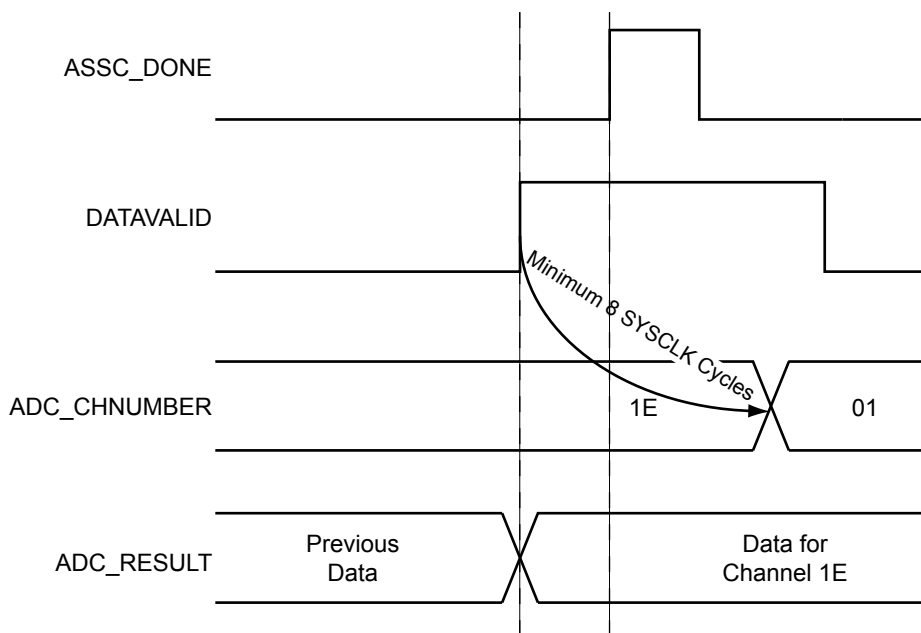 ASSC_DONE
DATAVALID
Minimum 8 SYSCLK Cycles
ADC_CHNUMBER
1E
01
ADC_RESULT
Previous
Data
Data for
Channel 1E